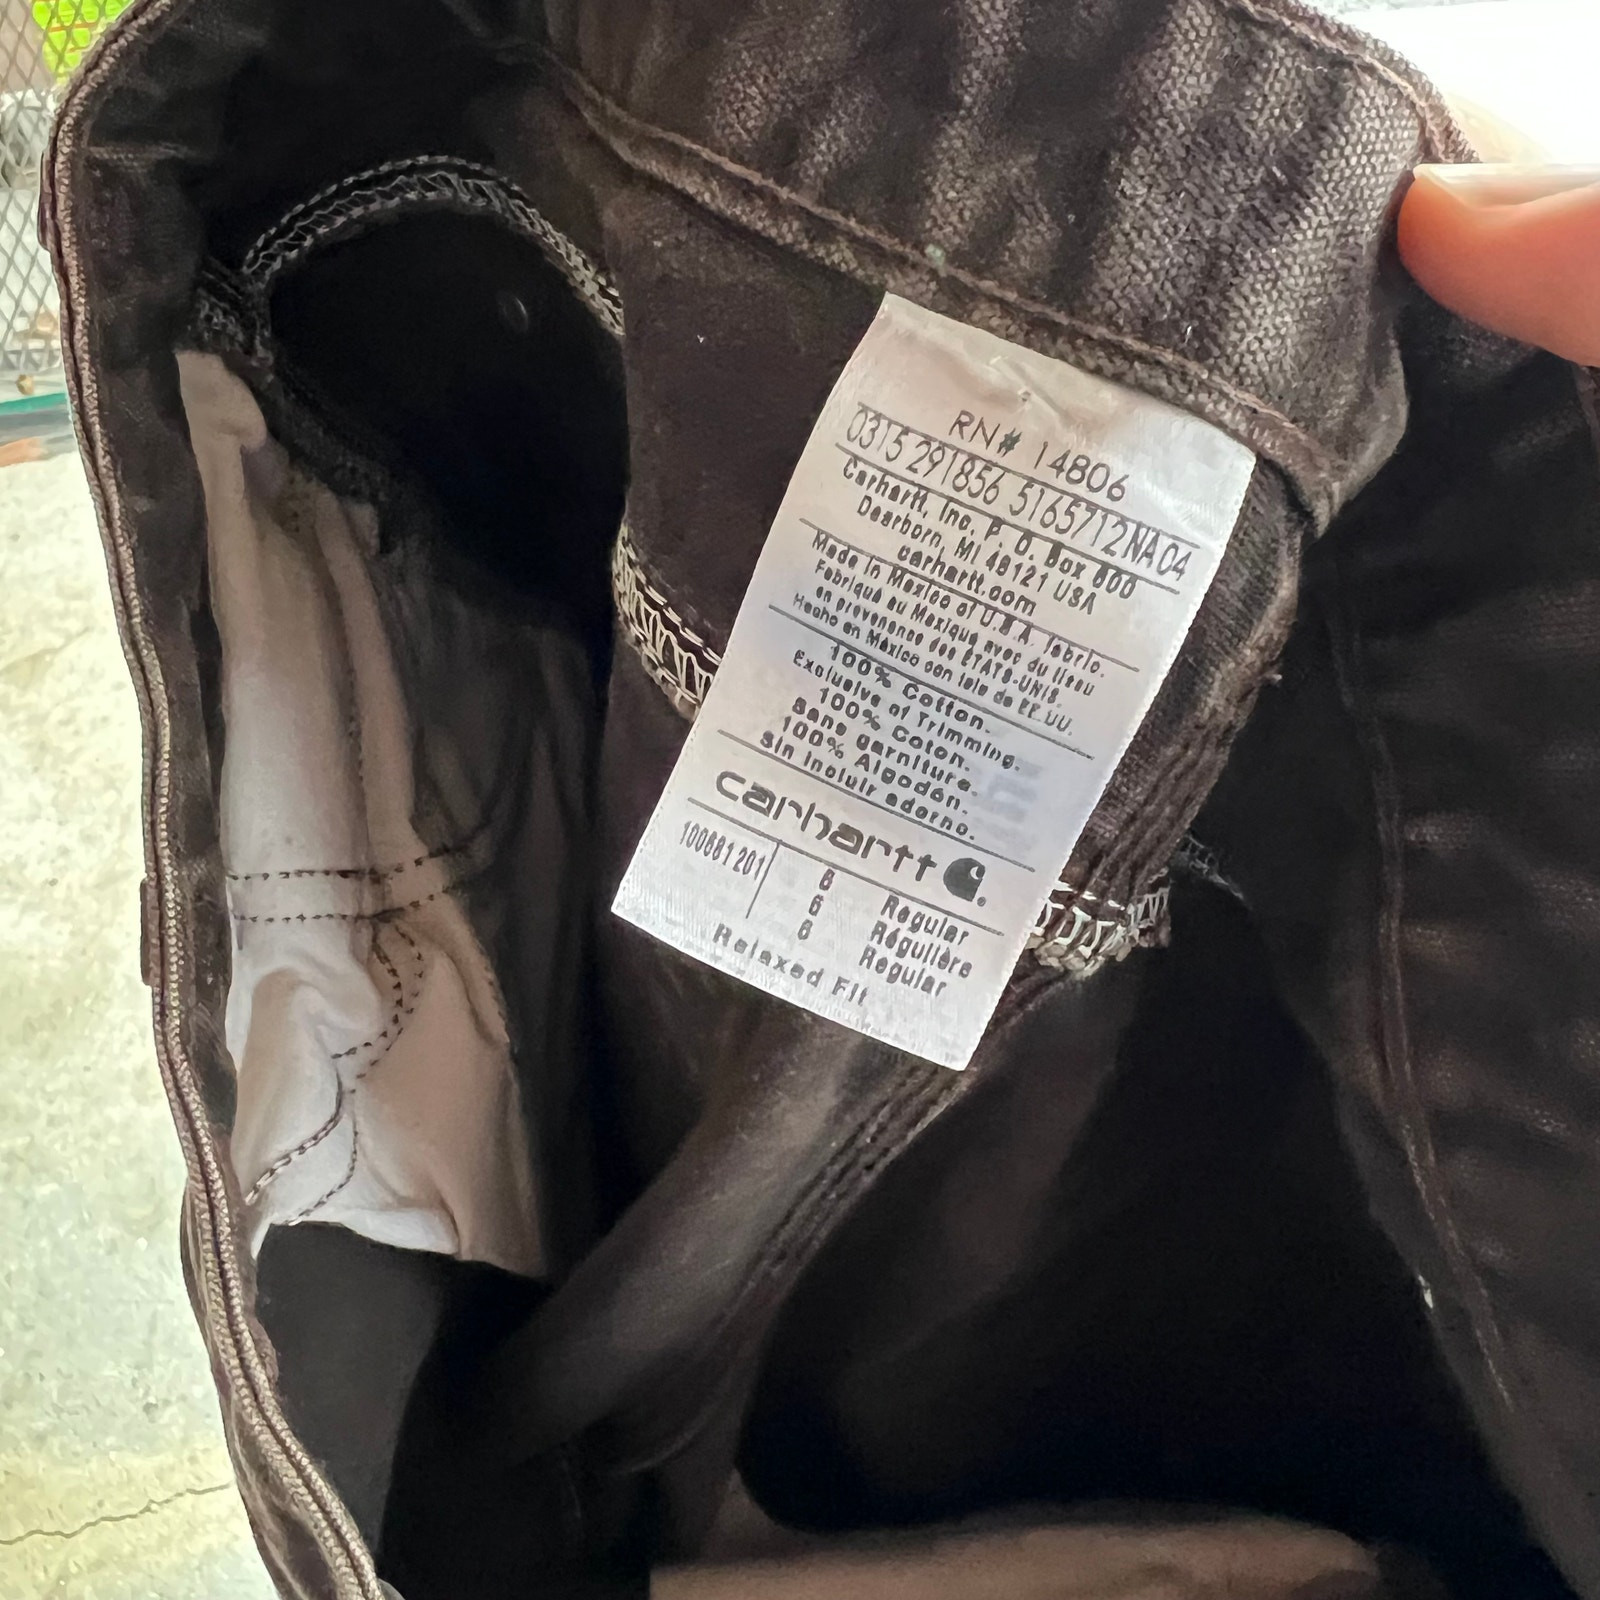 RN# 14806
0315 291856 5165712NA04
Carhartt, Inc. P. O. Box 600
Dearborn, MI 48121 USA
carhartt.com
Made in Mexico of U.S.A. fabric.
Fabriqué au Mexique avec du tissu
en provenance des ÉTATS-UNIS.
Hecho en México con tela de EE.UU.
100% Cotton.
Exclusive of Trimming.
100% Coton.
Sans garniture.
100% Algodón.
Sin incluir adorno.
carhartt
100681 201 6 Regular
6 Régulière
6 Regular
Relaxed Fit